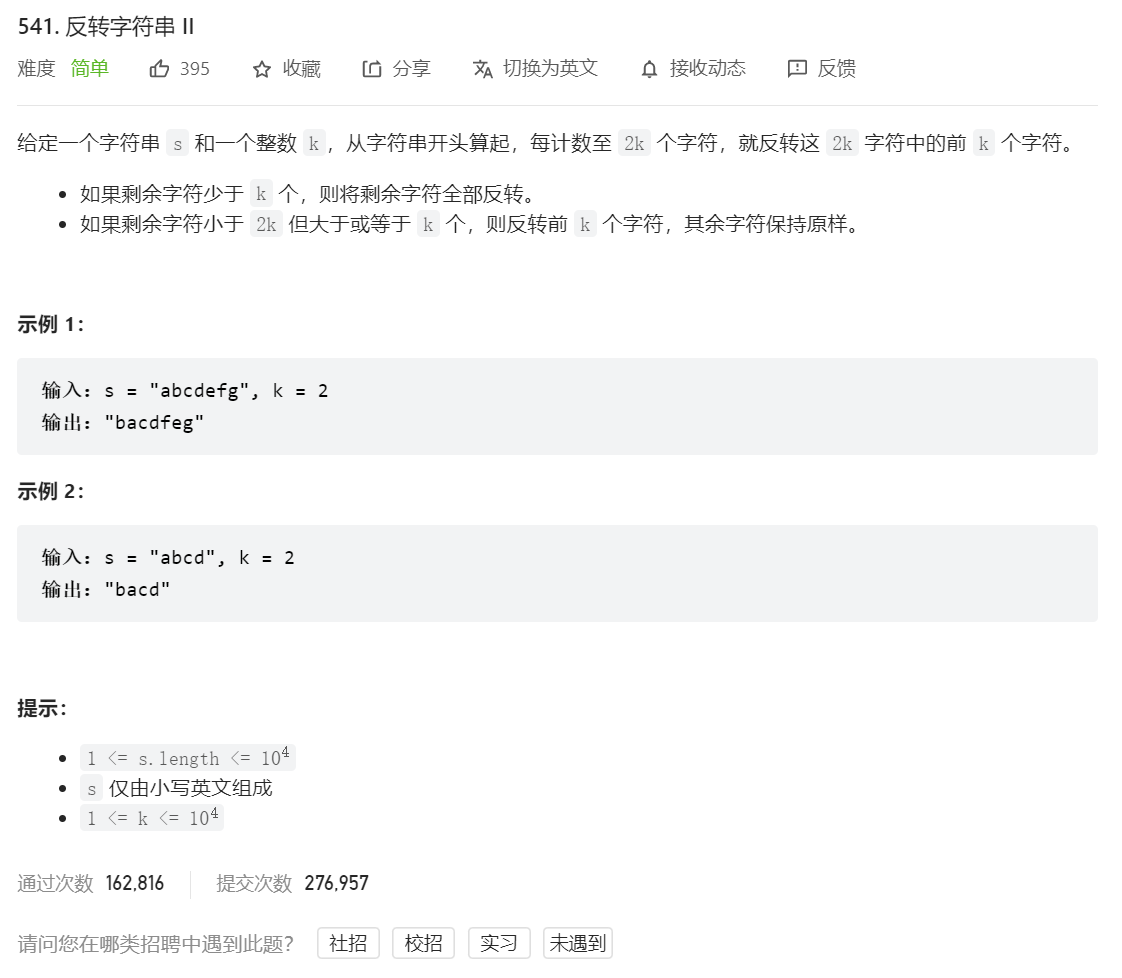 541. 反转字符串 II
难度 简单 395 收藏 分享 切换为英文 接收动态 反馈
给定一个字符串 s 和一个整数 k，从字符串开头算起，每计数至 2k 个字符，就反转这 2k 字符中的前 k 个字符。
• 如果剩余字符少于 k 个，则将剩余字符全部反转。
• 如果剩余字符小于 2k 但大于或等于 k 个，则反转前 k 个字符，其余字符保持原样。
示例 1：
输入：s = "abcdefg", k = 2
输出："bacdfeg"
示例 2：
输入：s = "abcd", k = 2
输出："bacd"
提示：
• 1 <= s.length <= 10⁴
• s 仅由小写英文组成
• 1 <= k <= 10⁴
通过次数 162,816 提交次数 276,957
请问您在哪类招聘中遇到此题？ 社招 校招 实习 未遇到